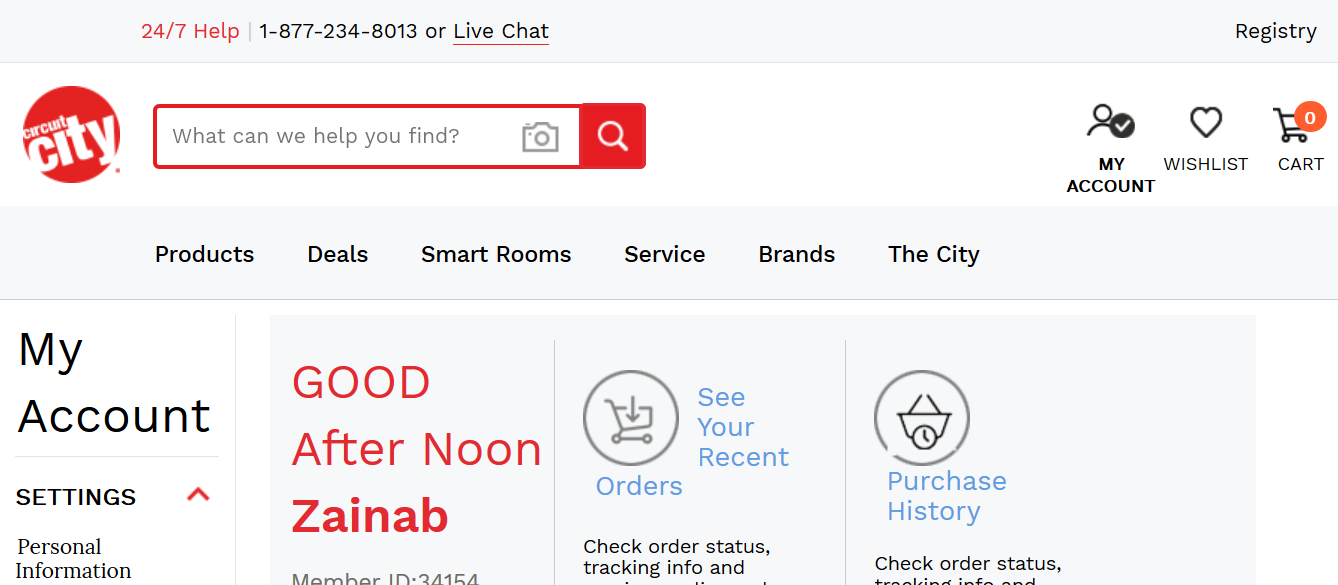 24/7 Help | 1-877-234-8013 or Live Chat
Registry
circuit
city
What can we help you find?
MY
ACCOUNT
WISHLIST
0
CART
Products
Deals
Smart Rooms
Service
Brands
The City
My
Account
SETTINGS
Personal
Information
GOOD
After Noon
Zainab
Member ID:34154
See
Your
Recent
Orders
Check order status,
tracking info and
Purchase
History
Check order status,
tracking info and